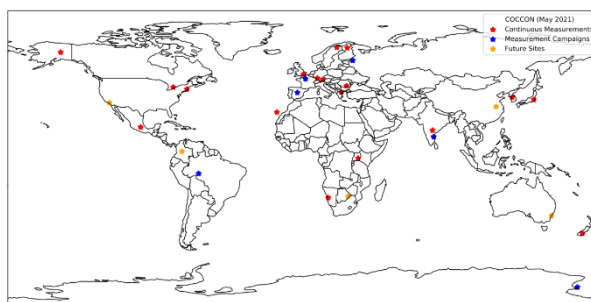 COCCON (May 2021)
Continuous Measurements
Measurement Campaigns
Future Sites